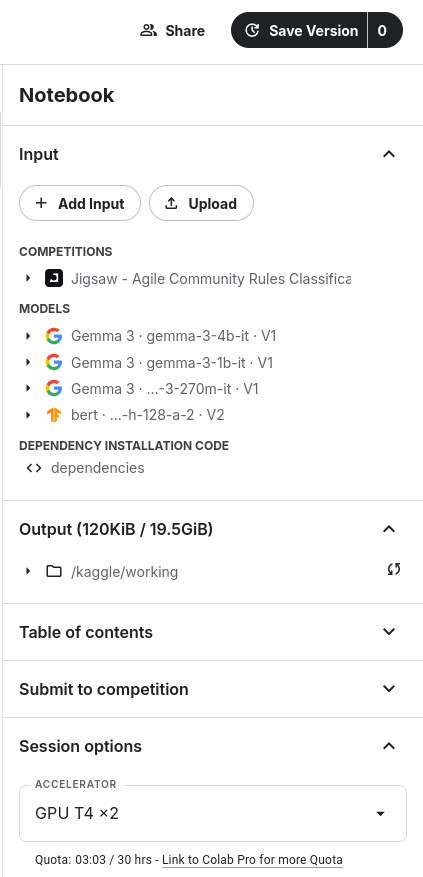 Share
Save Version 0
Notebook
Input
Add Input
Upload
COMPETITIONS
Jigsaw - Agile Community Rules Classifica
MODELS
Gemma 3 · gemma-3-4b-it · V1
Gemma 3 · gemma-3-1b-it · V1
Gemma 3 · ...-3-270m-it · V1
bert · ...-h-128-a-2 · V2
DEPENDENCY INSTALLATION CODE
dependencies
Output (120KiB / 19.5GiB)
/kaggle/working
Table of contents
Submit to competition
Session options
ACCELERATOR
GPU T4 ×2
Quota: 03:03 / 30 hrs - Link to Colab Pro for more Quota